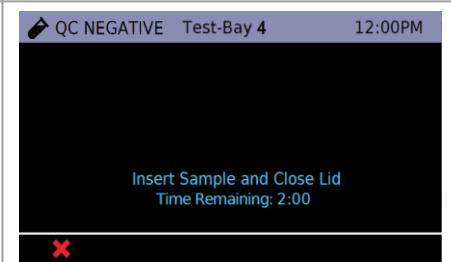 QC NEGATIVE Test-Bay 4 12:00PM
Insert Sample and Close Lid
Time Remaining: 2:00